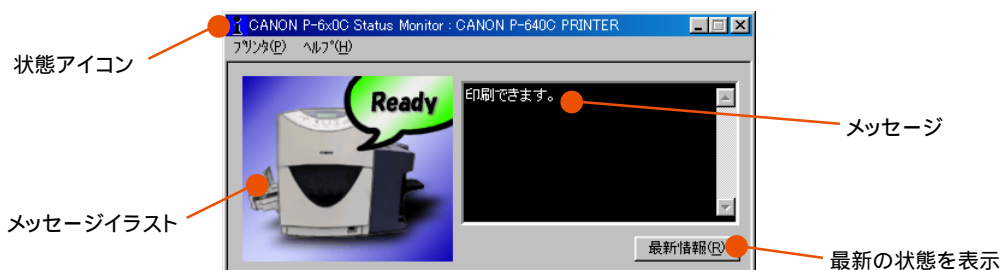 CANON P-6x0C Status Monitor : CANON P-640C PRINTER
プリンタ(P) ヘルプ(H)
状態アイコン
Ready
印刷できます。
メッセージ
メッセージイラスト
最新情報(R)
最新の状態を表示